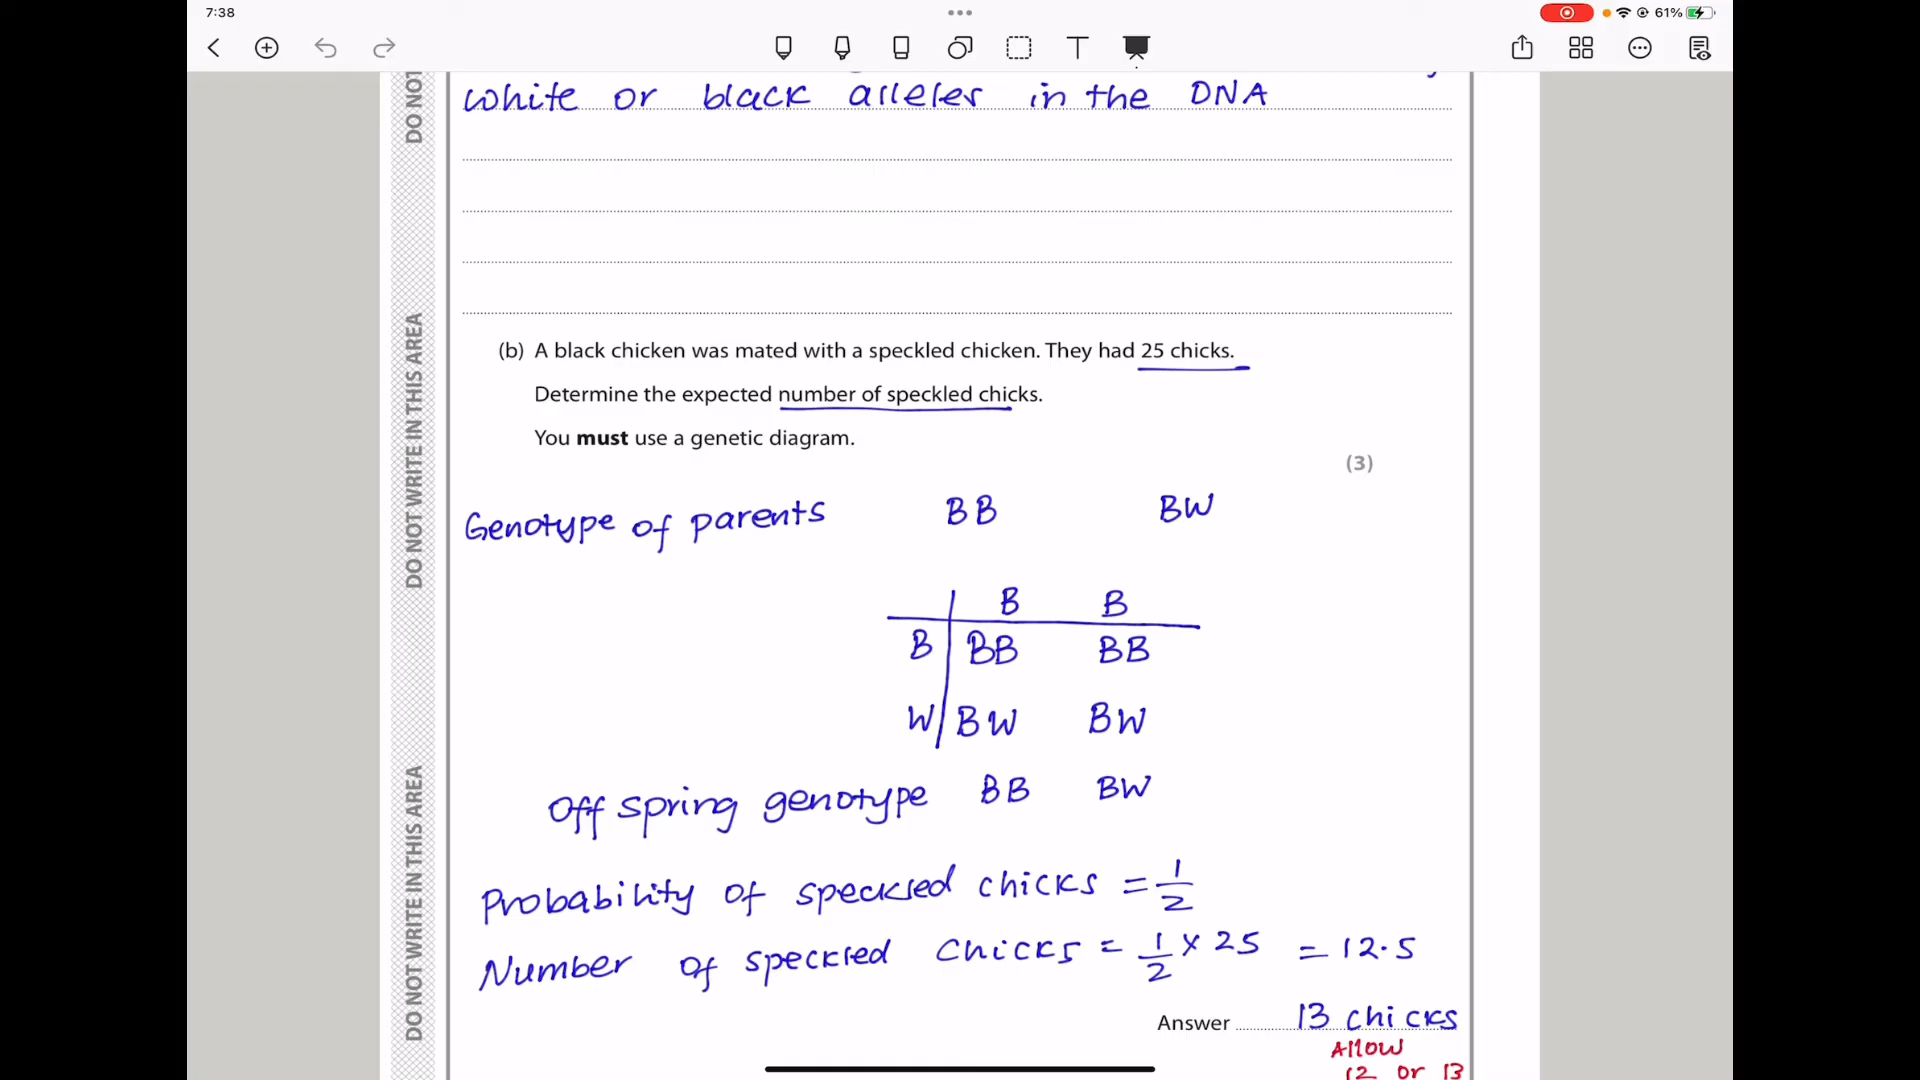 7:38
61%
white or black alleles in the DNA
DO NOT
(b) A black chicken was mated with a speckled chicken. They had 25 chicks.
Determine the expected number of speckled chicks.
You must use a genetic diagram.
(3)
DO NOT WRITE IN THIS AREA
Genotype of parents BB BW
B B
B BB BB
W BW BW
Off spring genotype BB BW
Probability of speckled chicks = 1/2
Number of speckled chicks = 1/2 x 25 = 12.5
DO NOT WRITE IN THIS AREA
Answer 13 chicks
Allow
12 or 13